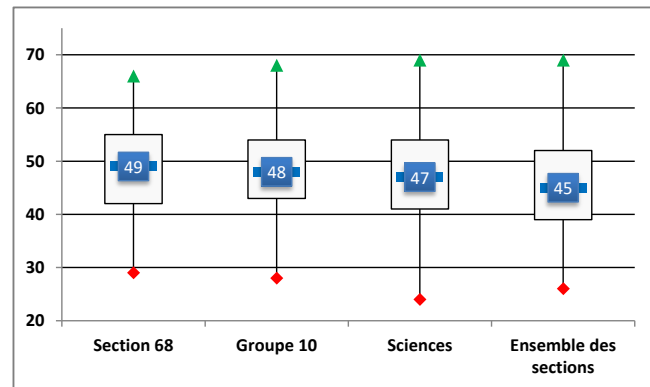 70
60
50
40
30
20
49
48
47
45
Section 68
Groupe 10
Sciences
Ensemble des
sections